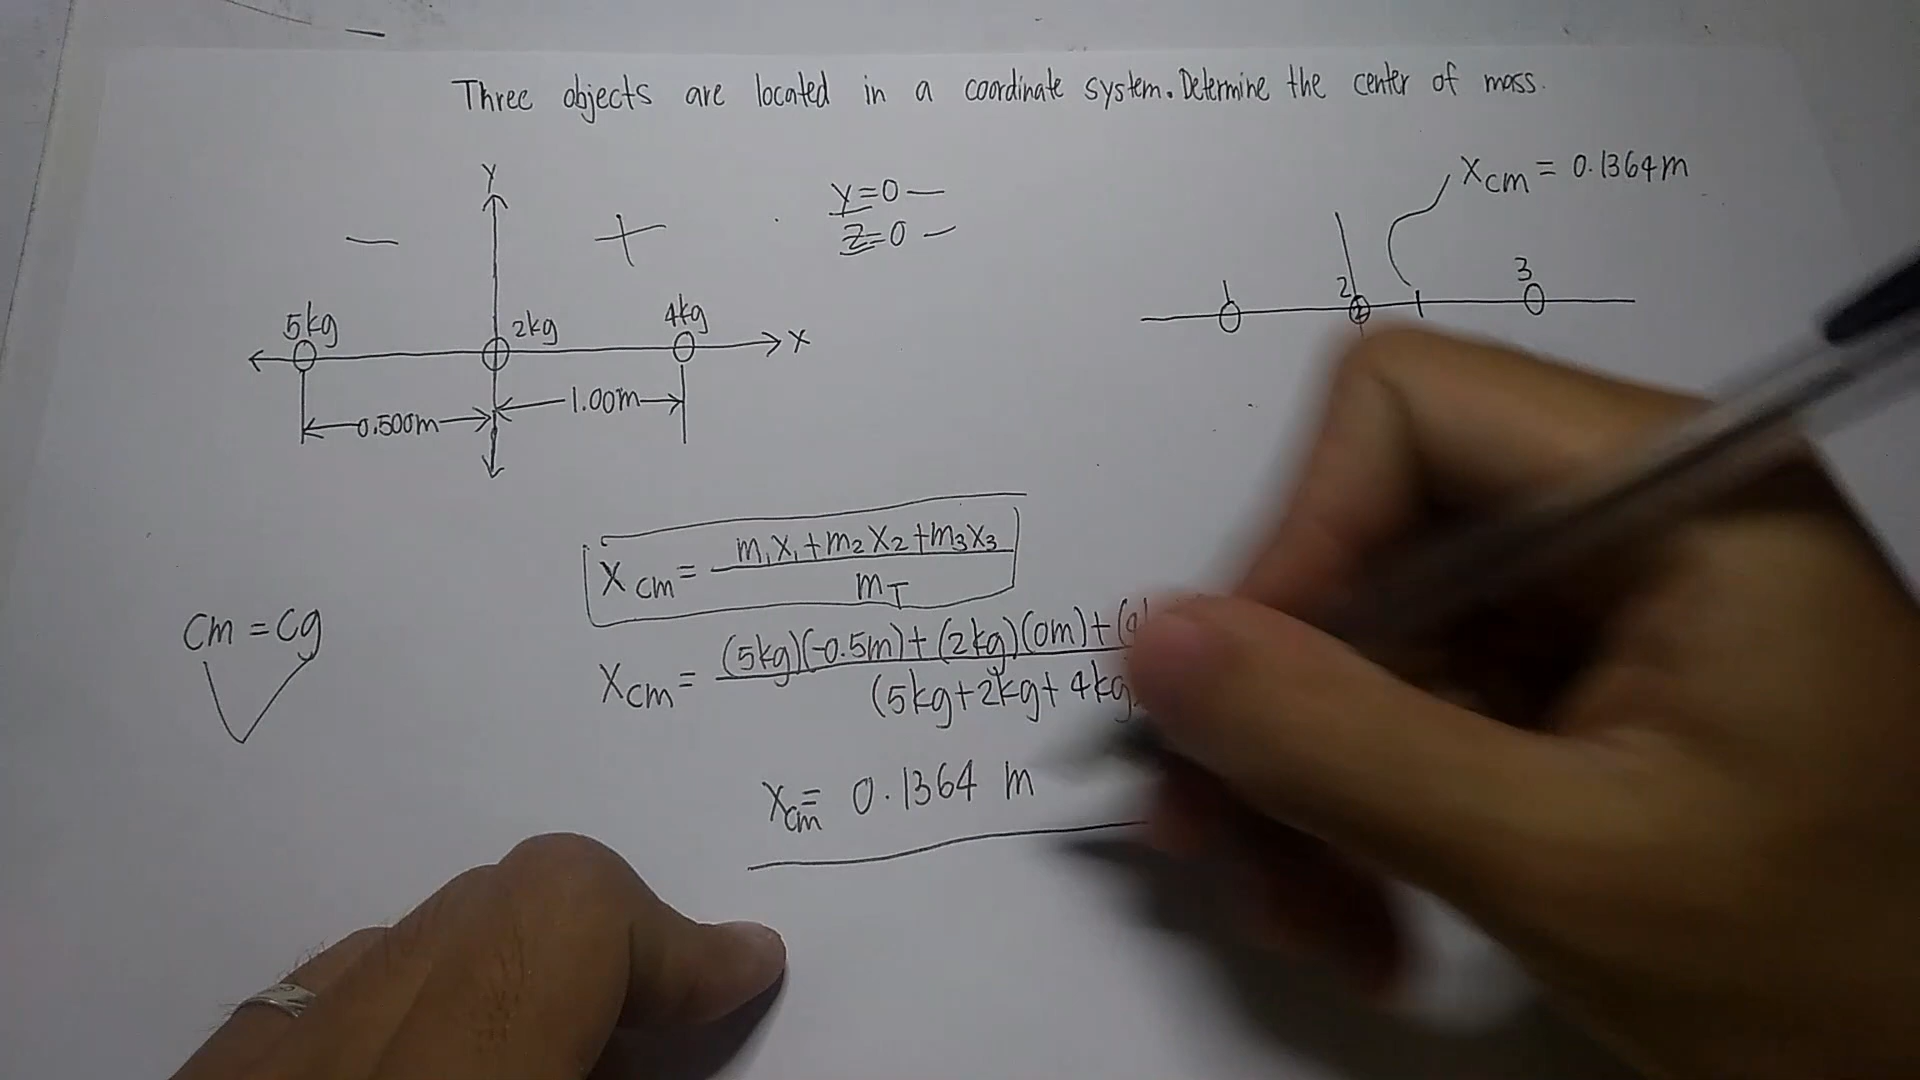 Three objects are located in a coordinate system. Determine the center of mass.
Y
− +
y=0 —
z=0 —
5kg 2kg 4kg X
0.500m 1.00m
Xcm = 0.1364m
1 2 3
Xcm = m1X1+m2X2+m3X3
mT
Cm = Cg
Xcm = (5kg)(-0.5m)+(2kg)(0m)+(
(5kg+2kg+4kg
Xcm = 0.1364 m